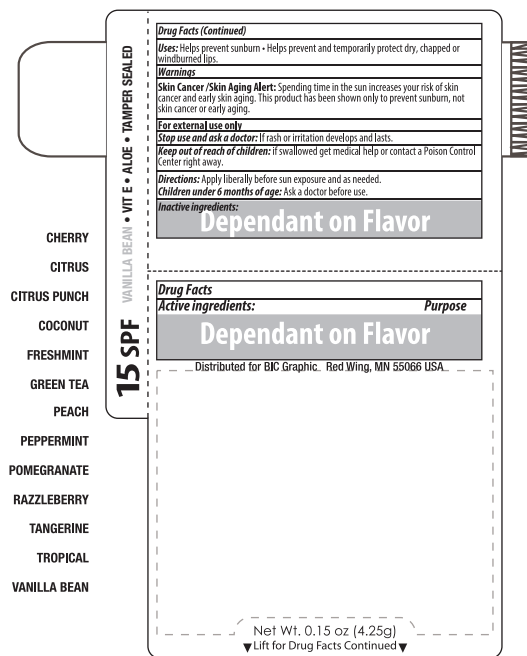 Drug Facts (Continued)
Uses: Helps prevent sunburn • Helps prevent and temporarily protect dry, chapped or
windburned lips.
Warnings
Skin Cancer /Skin Aging Alert: Spending time in the sun increases your risk of skin
cancer and early skin aging. This product has been shown only to prevent sunburn, not
skin cancer or early aging.
For external use only
Stop use and ask a doctor: If rash or irritation develops and lasts.
Keep out of reach of children: if swallowed get medical help or contact a Poison Control
Center right away.
Directions: Apply liberally before sun exposure and as needed.
Children under 6 months of age: Ask a doctor before use.
Inactive ingredients:
Dependant on Flavor
15 SPF VANILLA BEAN • VIT E • ALOE • TAMPER SEALED
Drug Facts
Active ingredients: Purpose
Dependant on Flavor
Distributed for BIC Graphic Red Wing, MN 55066 USA
CHERRY
CITRUS
CITRUS PUNCH
COCONUT
FRESHMINT
GREEN TEA
PEACH
PEPPERMINT
POMEGRANATE
RAZZLEBERRY
TANGERINE
TROPICAL
VANILLA BEAN
Net Wt. 0.15 oz (4.25g)
▼Lift for Drug Facts Continued▼